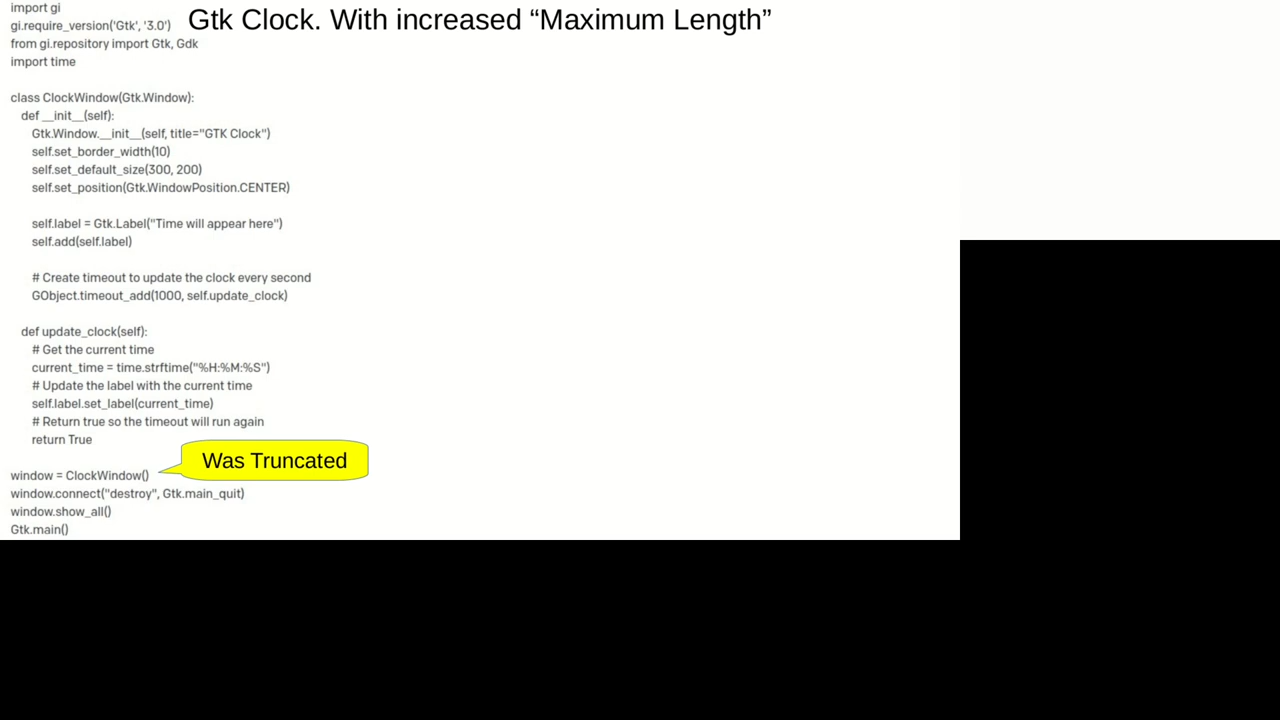 Gtk Clock. With increased “Maximum Length”
import gi
gi.require_version('Gtk', '3.0')
from gi.repository import Gtk, Gdk
import time
class ClockWindow(Gtk.Window):
def __init__(self):
Gtk.Window.__init__(self, title="GTK Clock")
self.set_border_width(10)
self.set_default_size(300, 200)
self.set_position(Gtk.WindowPosition.CENTER)
self.label = Gtk.Label("Time will appear here")
self.add(self.label)
# Create timeout to update the clock every second
GObject.timeout_add(1000, self.update_clock)
def update_clock(self):
# Get the current time
current_time = time.strftime("%H:%M:%S")
# Update the label with the current time
self.label.set_label(current_time)
# Return true so the timeout will run again
return True
Was Truncated
window = ClockWindow()
window.connect("destroy", Gtk.main_quit)
window.show_all()
Gtk.main()